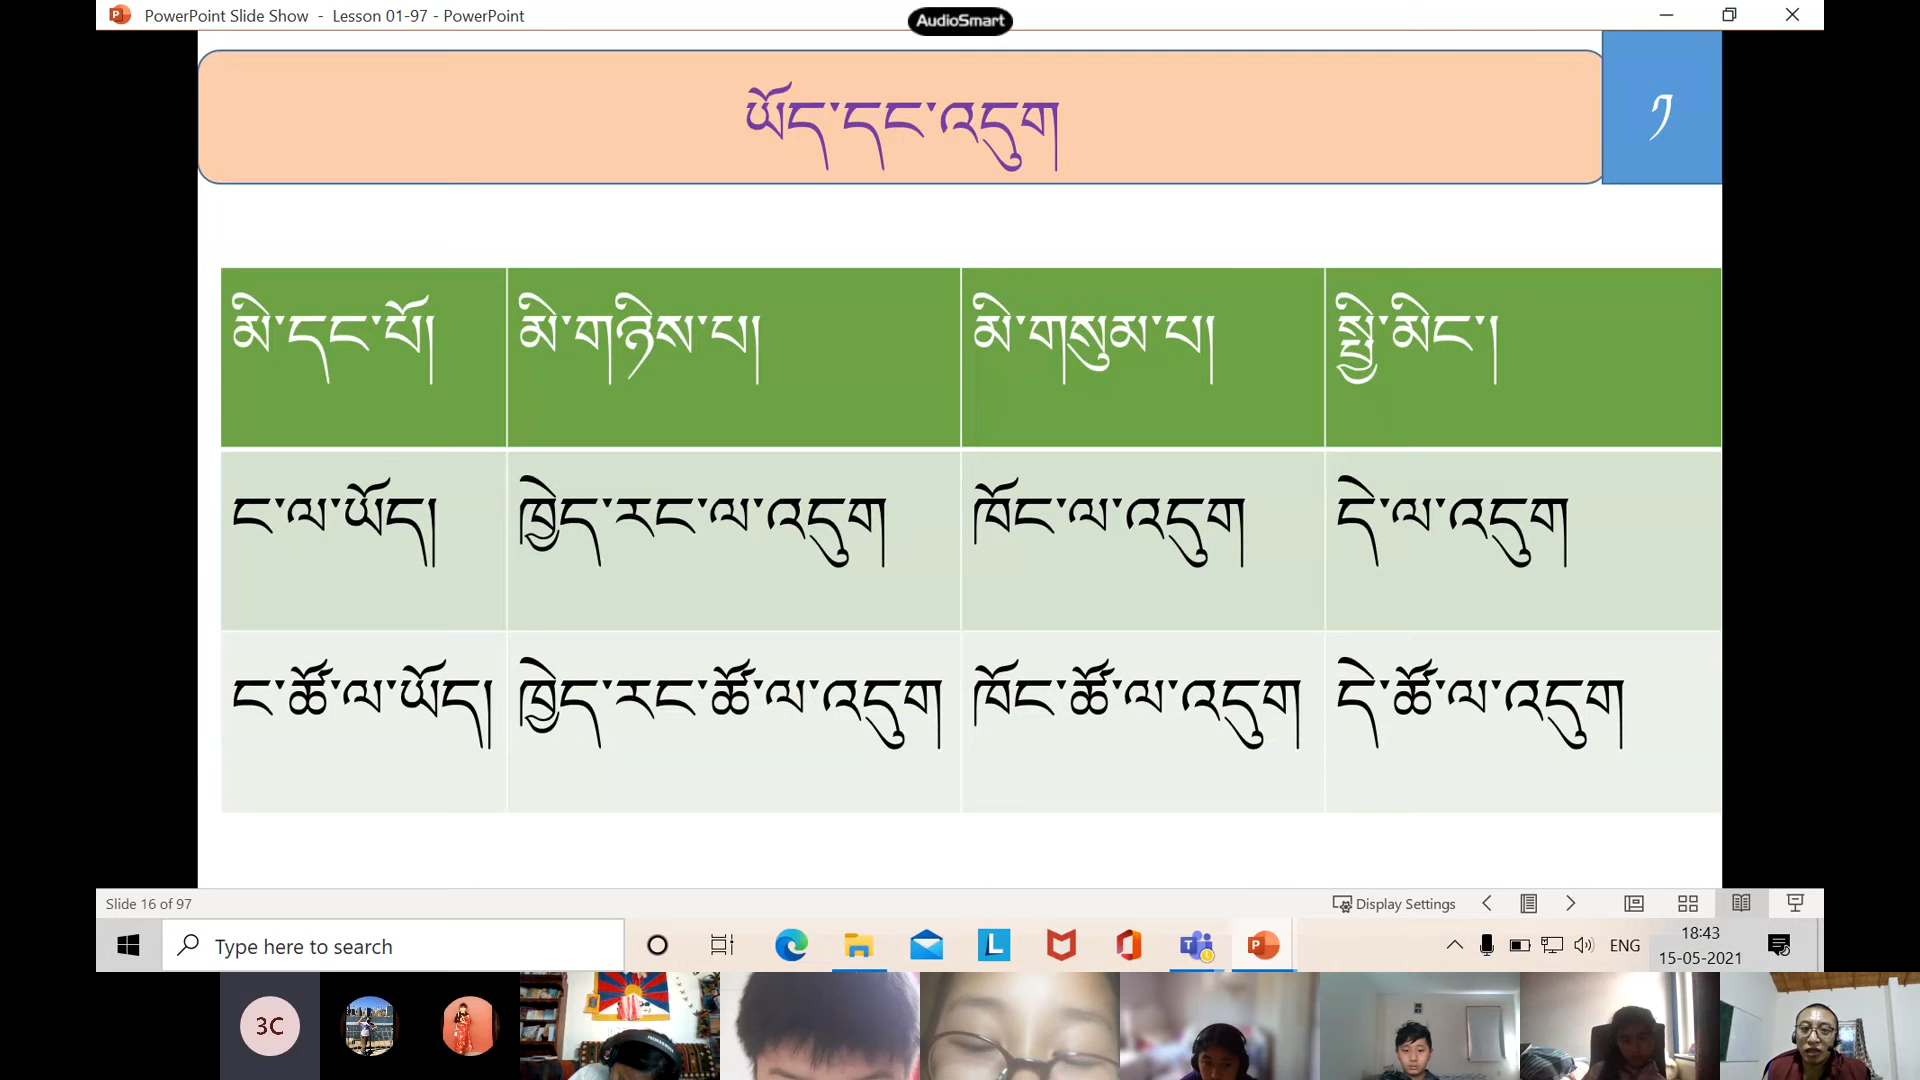 PowerPoint Slide Show - Lesson 01-97 - PowerPoint
AudioSmart
ཡོད་དང་འདུག
༡
མི་དང་པོ། མི་གཉིས་པ། མི་གསུམ་པ། སྤྱི་མིང་།
ང་ལ་ཡོད། ཁྱེད་རང་ལ་འདུག ཁོང་ལ་འདུག དེ་ལ་འདུག
ང་ཚོ་ལ་ཡོད། ཁྱེད་རང་ཚོ་ལ་འདུག ཁོང་ཚོ་ལ་འདུག དེ་ཚོ་ལ་འདུག
Slide 16 of 97 Display Settings
Type here to search
L
ENG
18:43
15-05-2021
3C